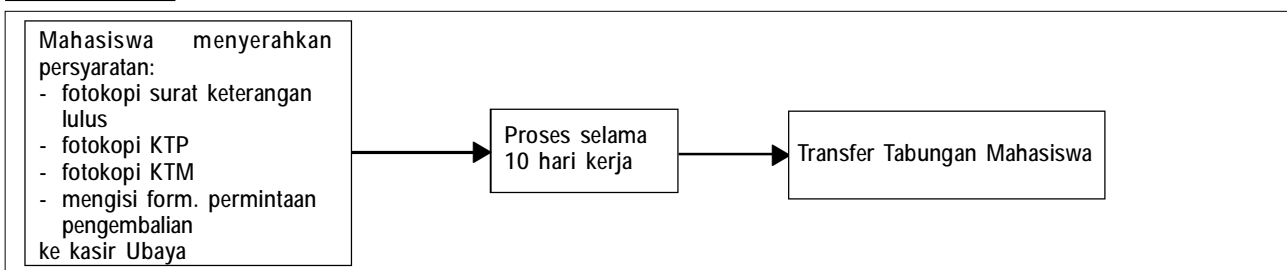 Mahasiswa menyerahkan
persyaratan:
- fotokopi surat keterangan
lulus
- fotokopi KTP
- fotokopi KTM
- mengisi form. permintaan
pengembalian
ke kasir Ubaya
Proses selama
10 hari kerja
Transfer Tabungan Mahasiswa